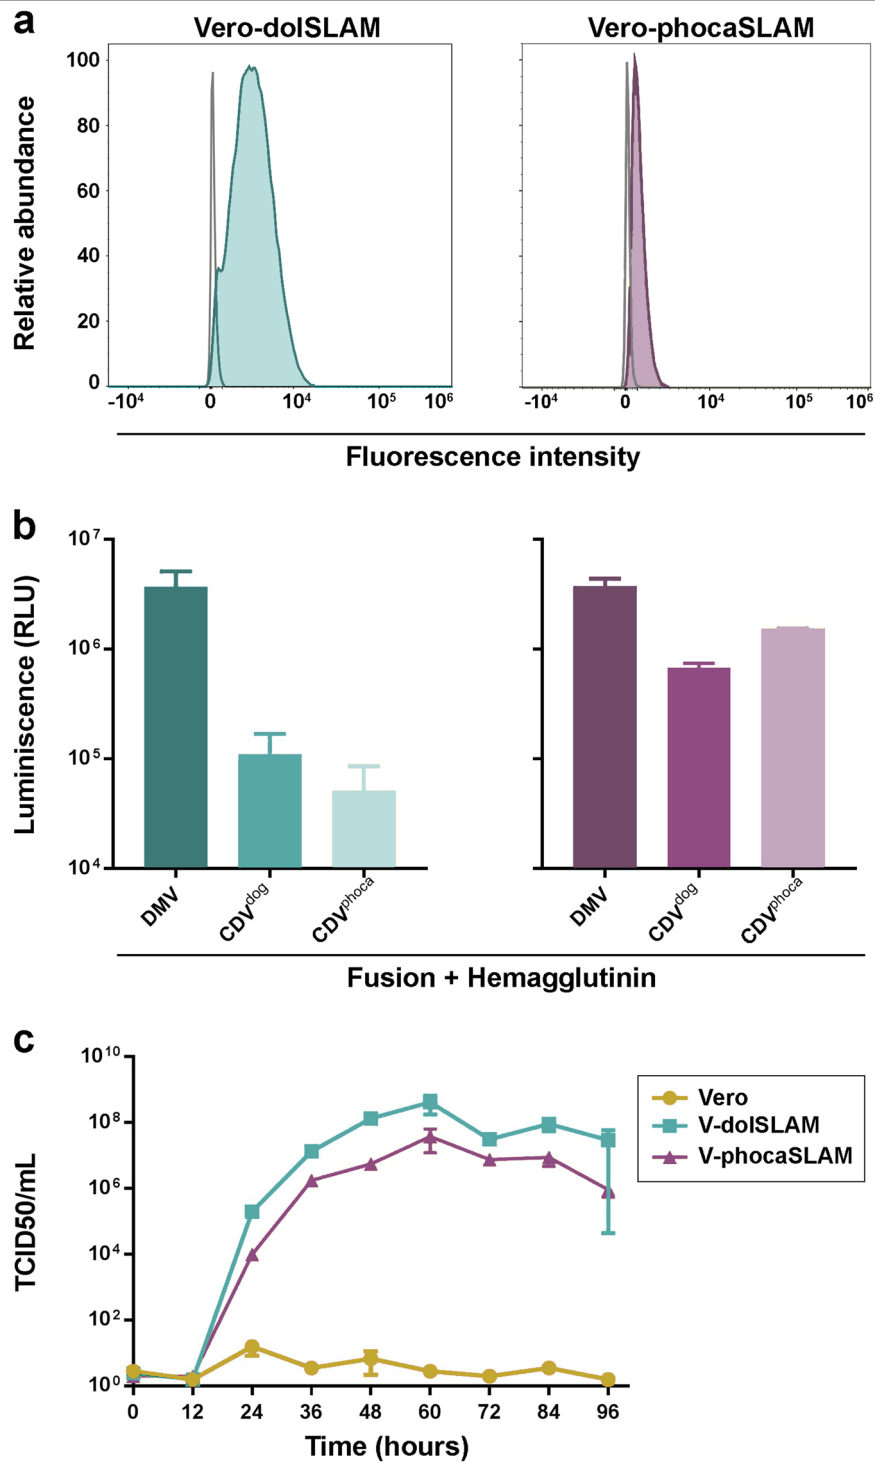 a
Vero-dolSLAM
Vero-phocaSLAM
Relative abundance
100
80
60
40
20
0
-10⁴ 0 10⁴ 10⁵ 10⁶
-10⁴ 0 10⁴ 10⁵ 10⁶
Fluorescence intensity
b
Luminiscence (RLU)
10⁷
10⁶
10⁵
10⁴
DMV CDVᵈᵒᵍ CDVᵖʰᵒᶜᵃ
DMV CDVᵈᵒᵍ CDVᵖʰᵒᶜᵃ
Fusion + Hemagglutinin
c
TCID50/mL
10¹⁰
10⁸
10⁶
10⁴
10²
10⁰
0 12 24 36 48 60 72 84 96
Time (hours)
Vero
V-dolSLAM
V-phocaSLAM